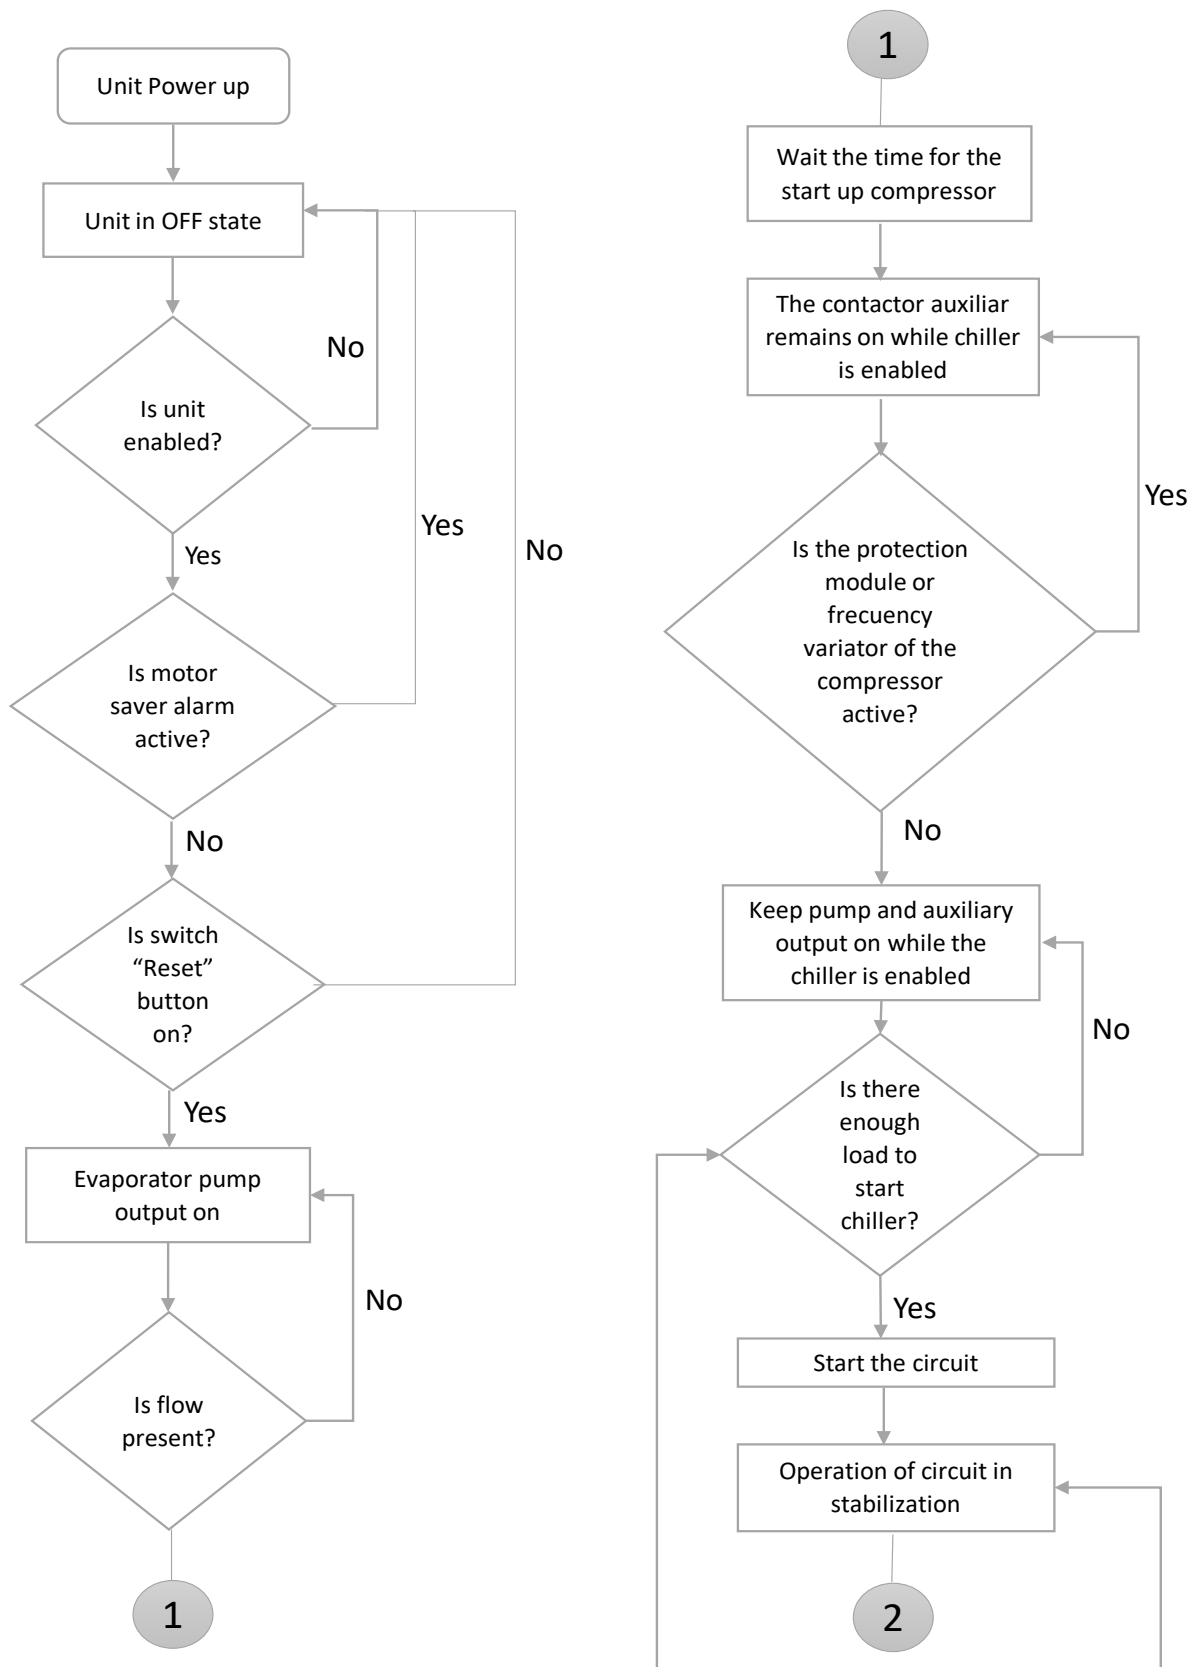 Unit Power up
Unit in OFF state
No
Is unit
enabled?
Yes
Yes
No
Is motor
saver alarm
active?
No
Is switch
“Reset”
button
on?
Yes
Evaporator pump
output on
No
Is flow
present?
1
1
Wait the time for the
start up compressor
The contactor auxiliar
remains on while chiller
is enabled
Yes
Is the protection
module or
frecuency
variator of the
compressor
active?
No
Keep pump and auxiliary
output on while the
chiller is enabled
No
Is there
enough
load to
start
chiller?
Yes
Start the circuit
Operation of circuit in
stabilization
2